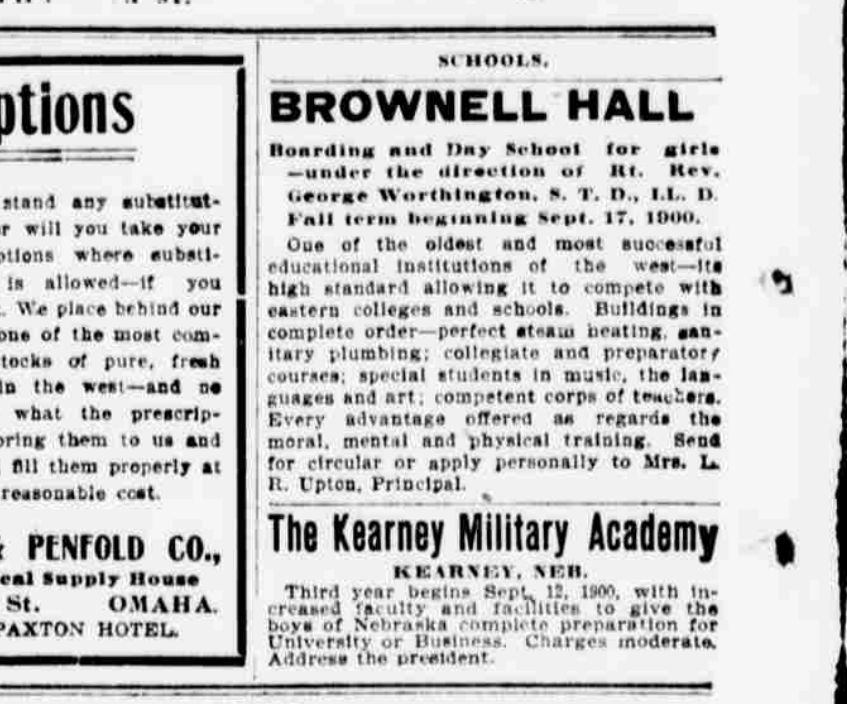 ptions
stand any substitut-
r will you take your
ptions where substi-
is allowed—if you
. We place behind our
one of the most com-
tocks of pure, fresh
in the west—and no
what the prescrip-
bring them to us and
fill them properly at
reasonable cost.
& PENFOLD CO.,
cal Supply House
St. OMAHA.
PAXTON HOTEL.
SCHOOLS.
BROWNELL HALL
Boarding and Day School for girls
—under the direction of Rt. Rev.
George Worthington, S. T. D., LL. D.
Fall term beginning Sept. 17, 1900.
One of the oldest and most successful
educational institutions of the west—its
high standard allowing it to compete with
eastern colleges and schools. Buildings in
complete order—perfect steam heating, san-
itary plumbing; collegiate and preparatory
courses; special students in music, the lan-
guages and art; competent corps of teachers.
Every advantage offered as regards the
moral, mental and physical training. Send
for circular or apply personally to Mrs. L.
R. Upton, Principal.
The Kearney Military Academy
KEARNEY, NEB.
Third year begins Sept. 12, 1900, with in-
creased faculty and facilities to give the
boys of Nebraska complete preparation for
University or Business. Charges moderate.
Address the president.